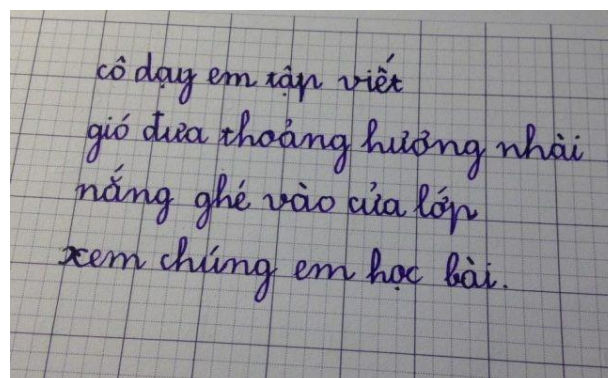 cô dạy em tập viết
gió đưa thoảng hương nhài
nắng ghé vào cửa lớp
xem chúng em học bài.